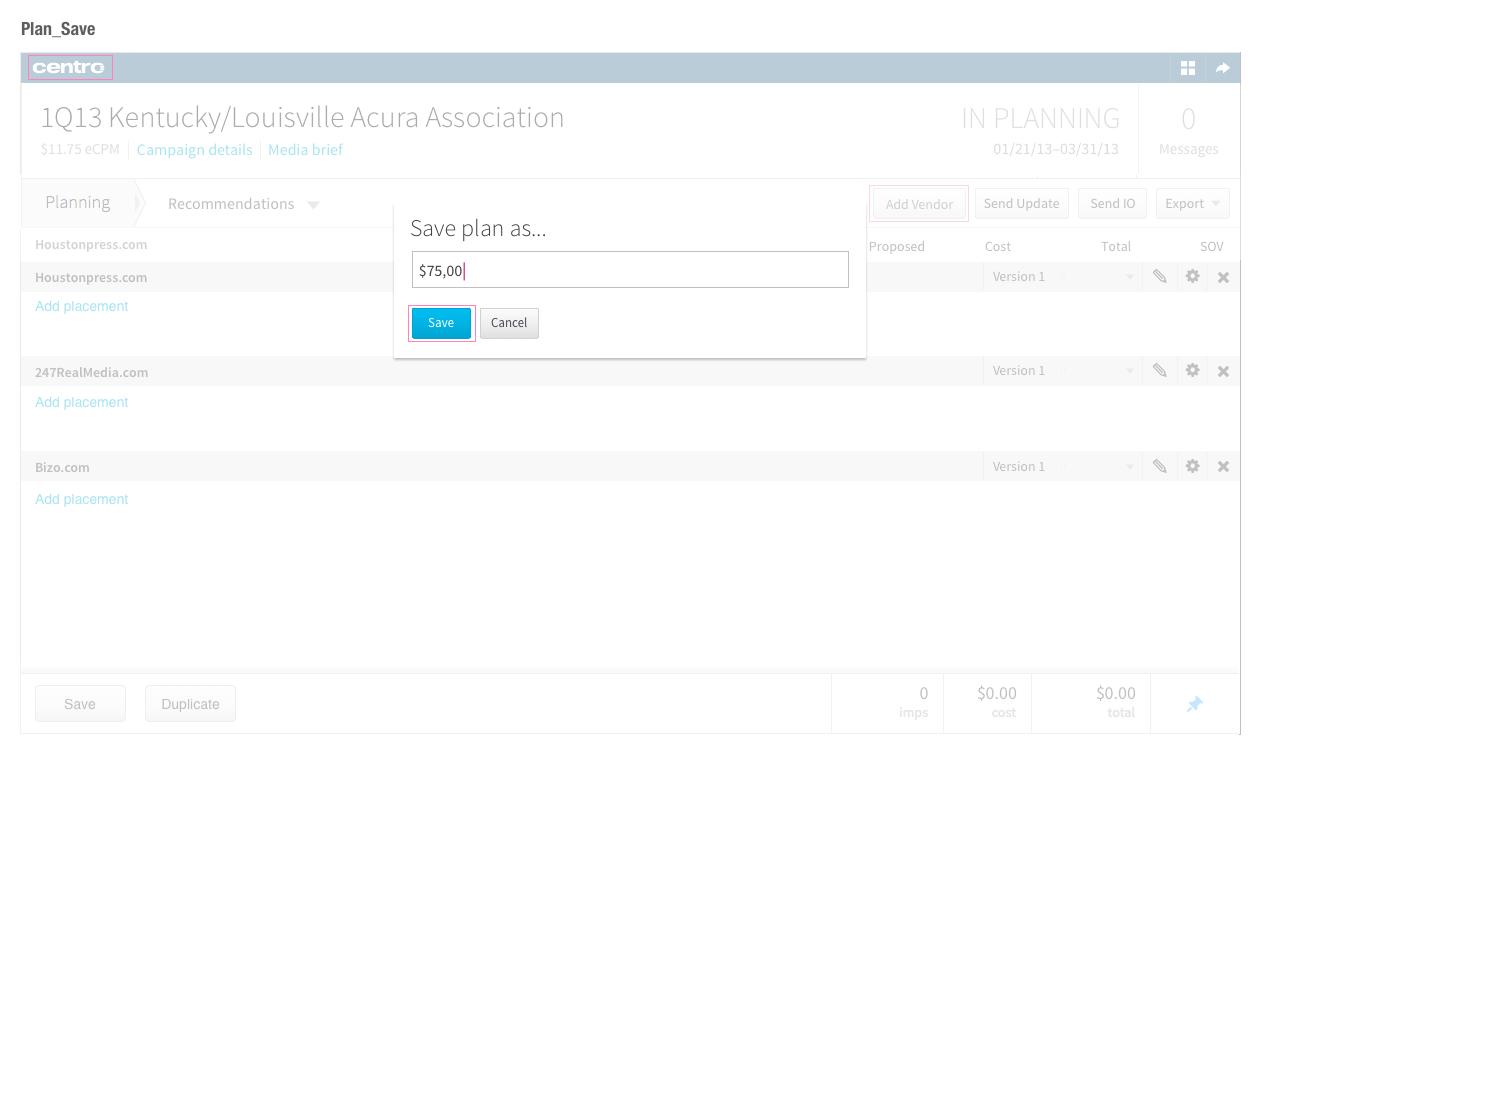 Plan_Save
centro
1Q13 Kentucky/Louisville Acura Association
IN PLANNING
0
$11.75 eCPM
Campaign details
Media brief
01/21/13–03/31/13
Messages
Planning
Recommendations
Add Vendor
Send Update
Send IO
Export
Save plan as...
$75,00
Save
Cancel
Houstonpress.com
Proposed
Cost
Total
SOV
Houstonpress.com
Version 1
Add placement
247RealMedia.com
Version 1
Add placement
Bizo.com
Version 1
Add placement
Save
Duplicate
0
imps
$0.00
cost
$0.00
total